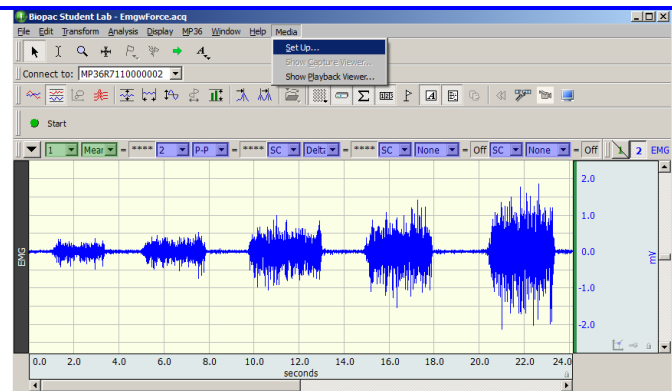 Biopac Student Lab - EmgwForce.acq
File Edit Transform Analysis Display MP36 Window Help Media
Set Up...
Show Capture Viewer...
Show Playback Viewer...
Connect to: MP36R7110000002
Start
1 Mear = **** 2 P-P = **** SC Delta = **** SC None = Off SC None = Off 1 2 EMG
EMG
2.0
1.0
0.0
-1.0
-2.0
mV
0.0 2.0 4.0 6.0 8.0 10.0 12.0 14.0 16.0 18.0 20.0 22.0 24.0
seconds